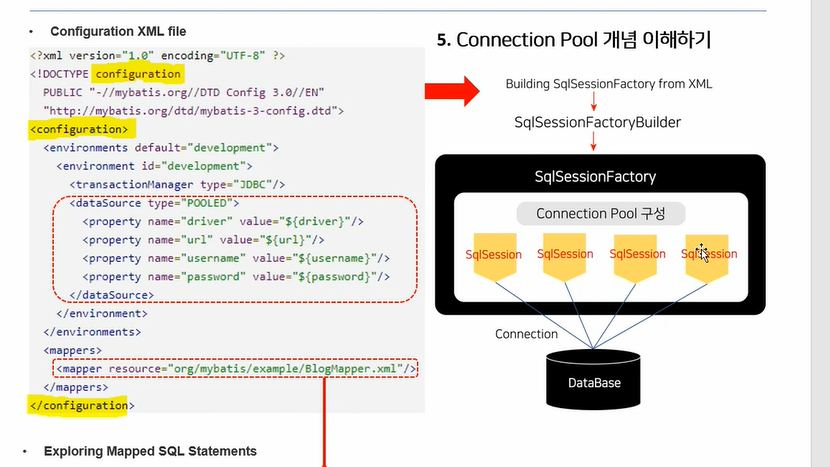 • Configuration XML file
<?xml version="1.0" encoding="UTF-8" ?>
<!DOCTYPE configuration
PUBLIC "-//mybatis.org//DTD Config 3.0//EN"
"http://mybatis.org/dtd/mybatis-3-config.dtd">
<configuration>
<environments default="development">
<environment id="development">
<transactionManager type="JDBC"/>
<dataSource type="POOLED">
<property name="driver" value="${driver}"/>
<property name="url" value="${url}"/>
<property name="username" value="${username}"/>
<property name="password" value="${password}"/>
</dataSource>
</environment>
</environments>
<mappers>
<mapper resource="org/mybatis/example/BlogMapper.xml"/>
</mappers>
</configuration>
• Exploring Mapped SQL Statements
5. Connection Pool 개념 이해하기
Building SqlSessionFactory from XML
SqlSessionFactoryBuilder
SqlSessionFactory
Connection Pool 구성
SqlSession SqlSession SqlSession SqlSession
Connection
DataBase